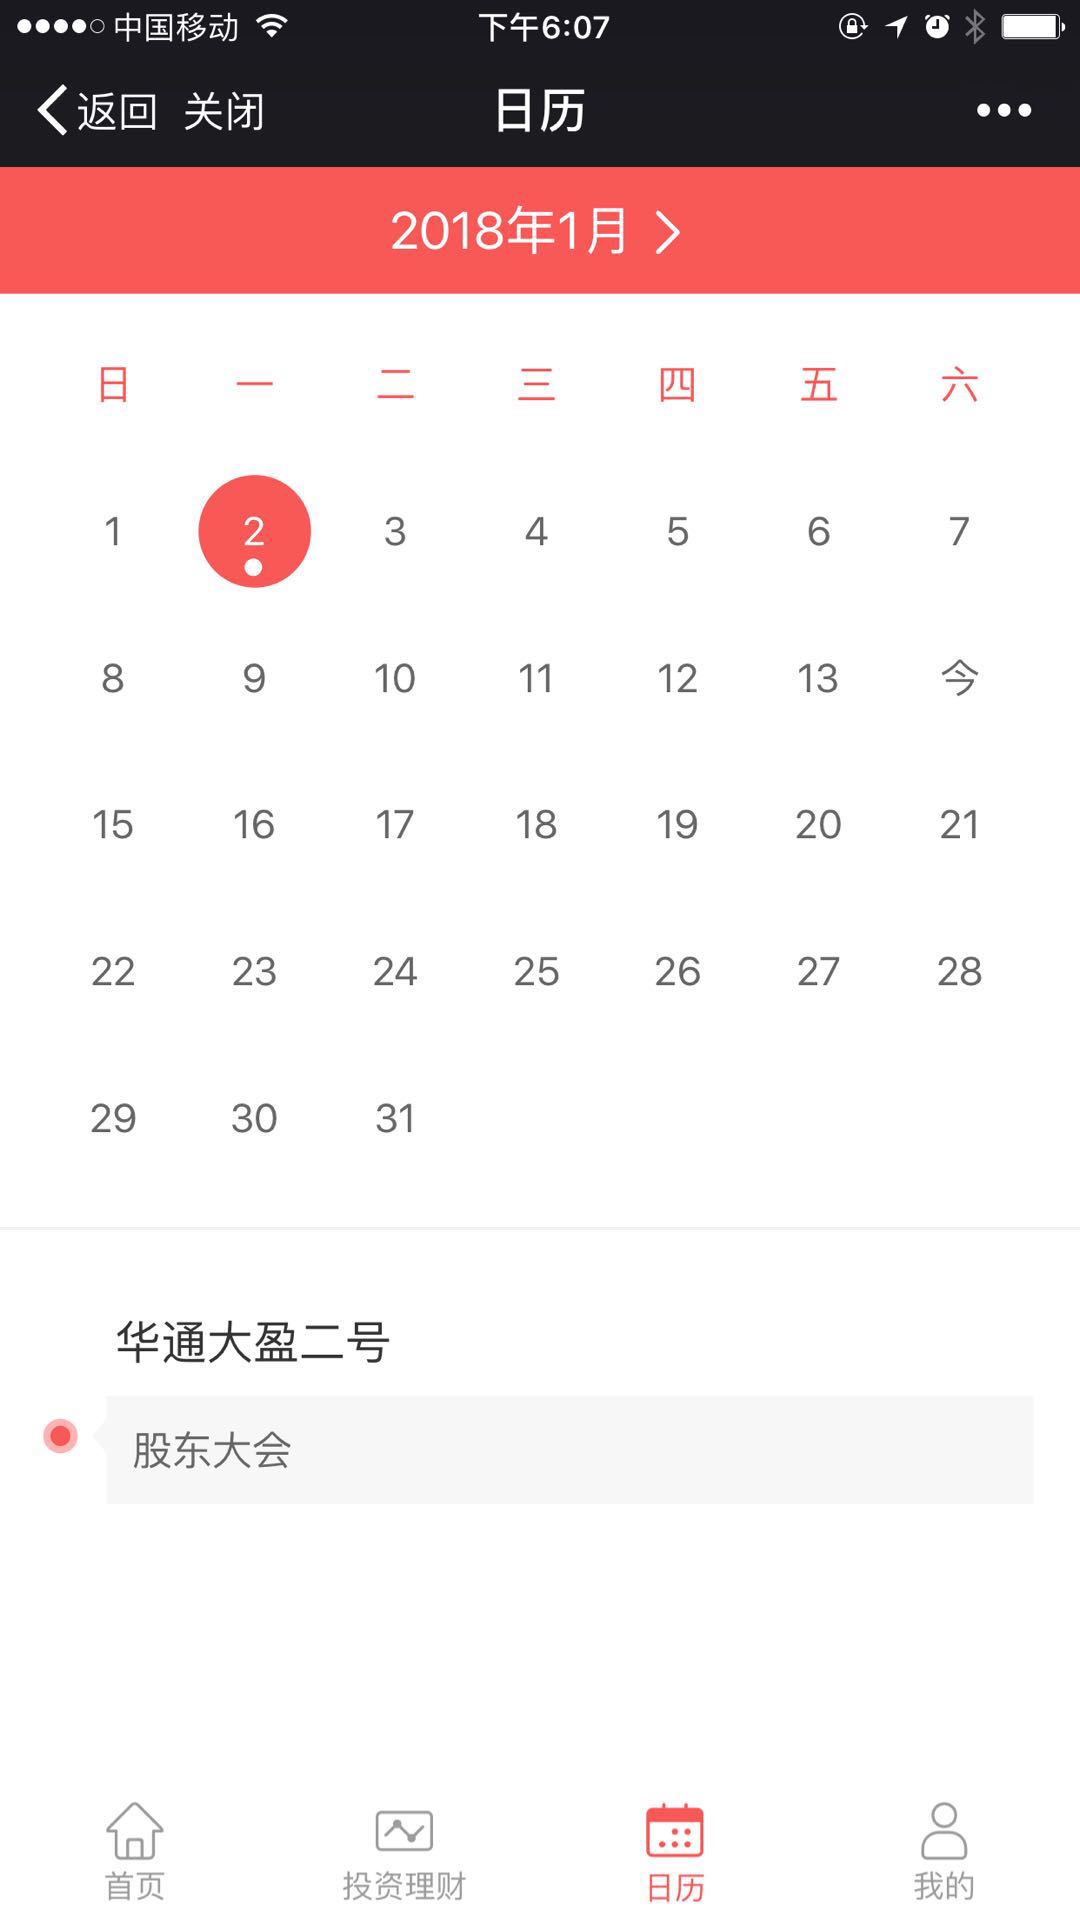 中国移动 下午6:07
返回 关闭 日历
2018年1月
日 一 二 三 四 五 六
1 2 3 4 5 6 7
8 9 10 11 12 13 今
15 16 17 18 19 20 21
22 23 24 25 26 27 28
29 30 31
华通大盈二号
股东大会
首页 投资理财 日历 我的